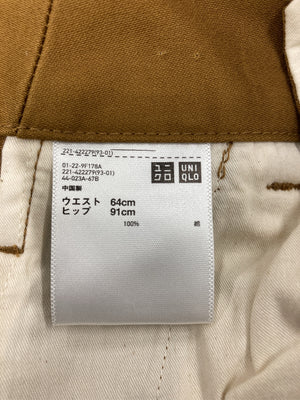 221-422279(93-01)
01-22-9F178A
221-422279(93-01)
44-023A-67B
中国製
ユニ
クロ
UNI
QLO
ウエスト 64cm
ヒップ 91cm
100% 綿